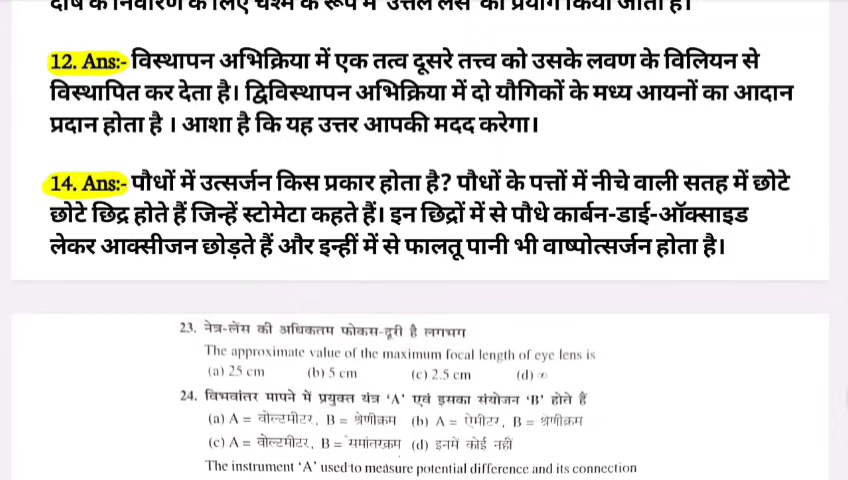 दोष के निवारण के लिए चश्मे के रूप में उत्तल लेंस का प्रयोग किया जाता है।
12. Ans:- विस्थापन अभिक्रिया में एक तत्व दूसरे तत्त्व को उसके लवण के विलियन से
विस्थापित कर देता है। द्विविस्थापन अभिक्रिया में दो यौगिकों के मध्य आयनों का आदान
प्रदान होता है । आशा है कि यह उत्तर आपकी मदद करेगा।
14. Ans:- पौधों में उत्सर्जन किस प्रकार होता है? पौधों के पत्तों में नीचे वाली सतह में छोटे
छोटे छिद्र होते हैं जिन्हें स्टोमेटा कहते हैं। इन छिद्रों में से पौधे कार्बन-डाई-ऑक्साइड
लेकर आक्सीजन छोड़ते हैं और इन्हीं में से फालतू पानी भी वाष्पोत्सर्जन होता है।
23. नेत्र-लेंस की अधिकतम फोकस-दूरी है लगभग
The approximate value of the maximum focal length of eye lens is
(a) 25 cm (b) 5 cm (c) 2.5 cm (d) ∞
24. विभवांतर मापने में प्रयुक्त यंत्र ‘A’ एवं इसका संयोजन ‘B’ होते हैं
(a) A = वोल्टमीटर, B = श्रेणीक्रम (b) A = ऐमीटर, B = श्रेणीक्रम
(c) A = वोल्टमीटर, B = समांतरक्रम (d) इनमें कोई नहीं
The instrument ‘A’ used to measure potential difference and its connection